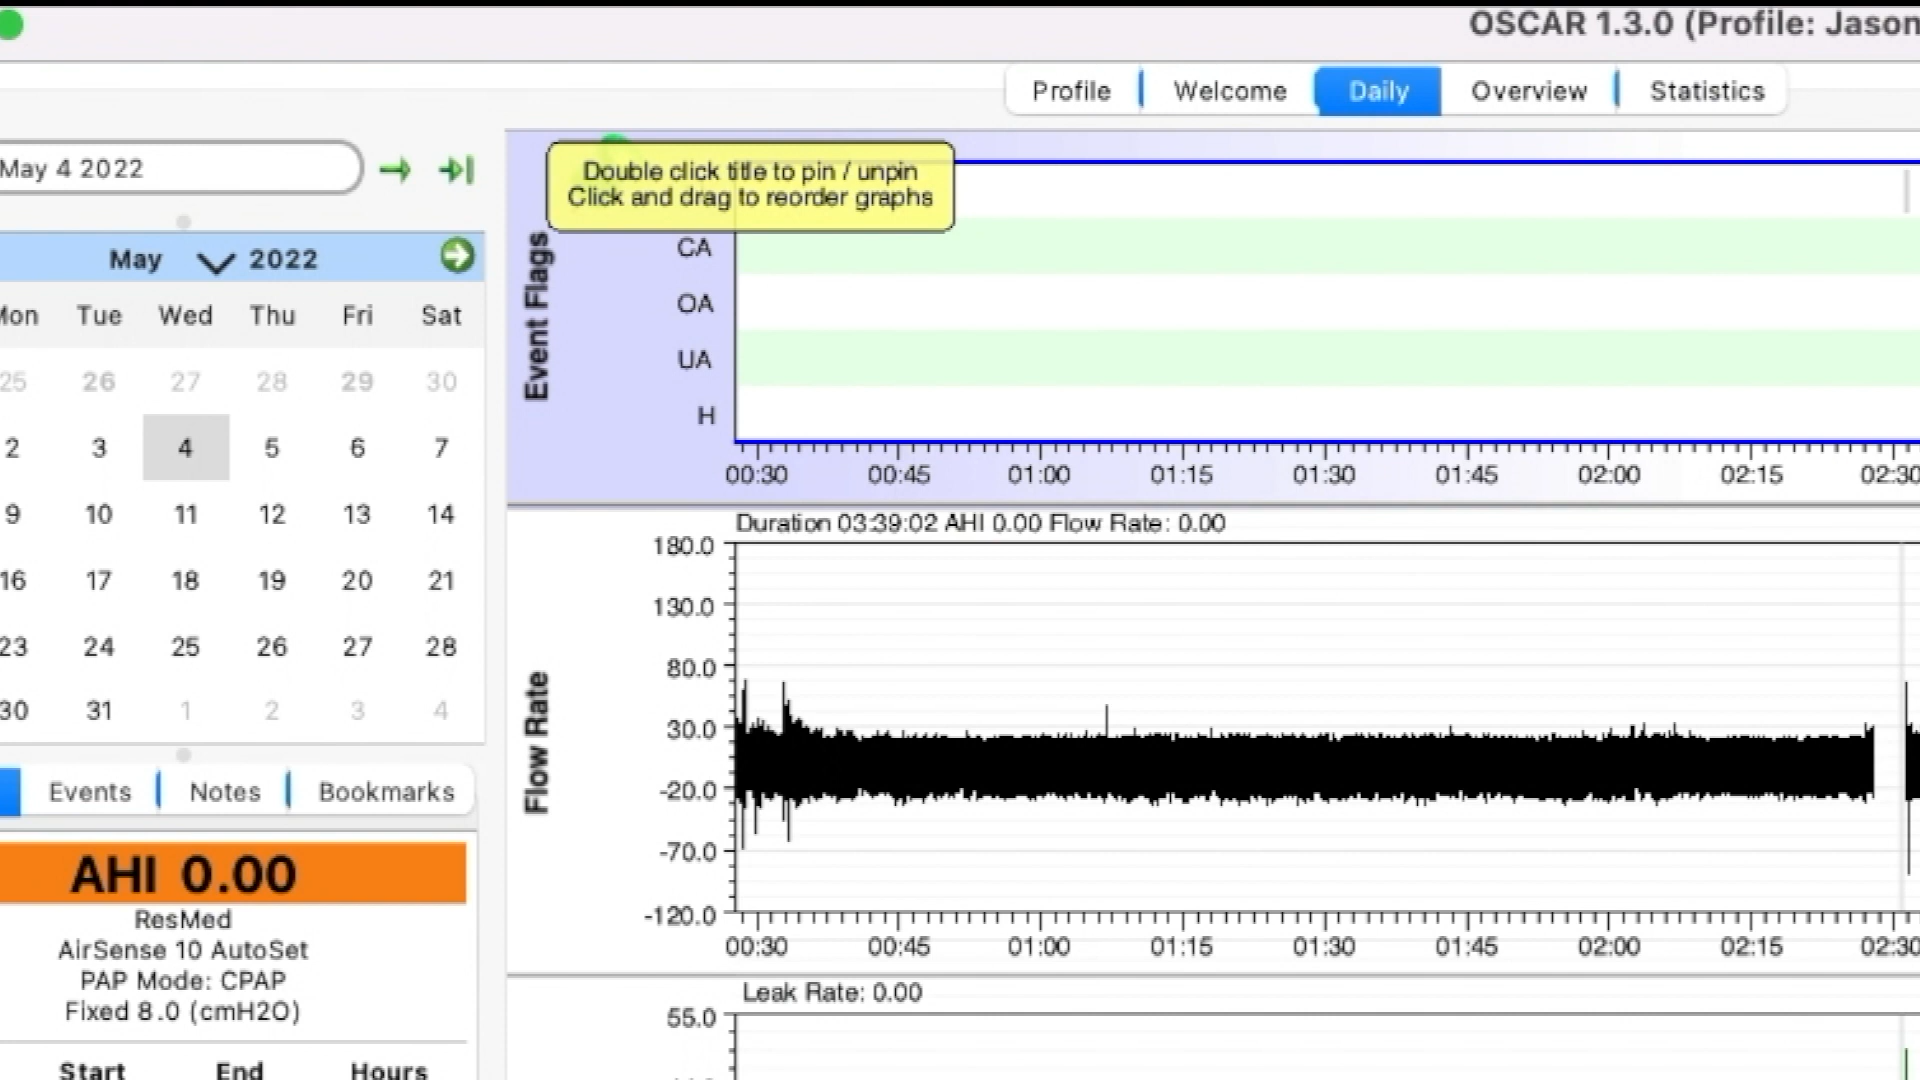 OSCAR 1.3.0 (Profile: Jason
Profile Welcome Daily Overview Statistics
May 4 2022
May 2022
Mon Tue Wed Thu Fri Sat
25 26 27 28 29 30
2 3 4 5 6 7
9 10 11 12 13 14
16 17 18 19 20 21
23 24 25 26 27 28
30 31 1 2 3 4
Events Notes Bookmarks
AHI 0.00
ResMed
AirSense 10 AutoSet
PAP Mode: CPAP
Fixed 8.0 (cmH2O)
Start End Hours
Double click title to pin / unpin
Click and drag to reorder graphs
Event Flags
CA
OA
UA
H
00:30 00:45 01:00 01:15 01:30 01:45 02:00 02:15 02:30
Duration 03:39:02 AHI 0.00 Flow Rate: 0.00
Flow Rate
180.0
130.0
80.0
30.0
-20.0
-70.0
-120.0
00:30 00:45 01:00 01:15 01:30 01:45 02:00 02:15 02:30
Leak Rate: 0.00
55.0